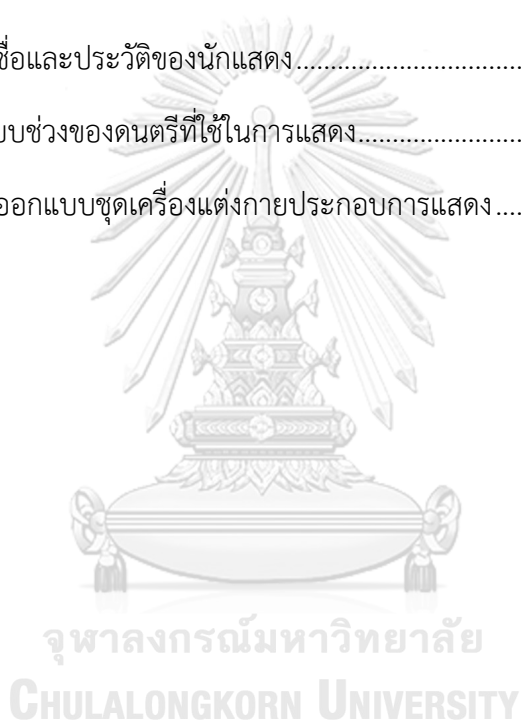 ชื่อและประวัติของนักแสดง..............................
บบช่วงของดนตรีที่ใช้ในการแสดง.....................
ออกแบบชุดเครื่องแต่งกายประกอบการแสดง....
จุฬาลงกรณ์มหาวิทยาลัย
CHULALONGKORN UNIVERSITY